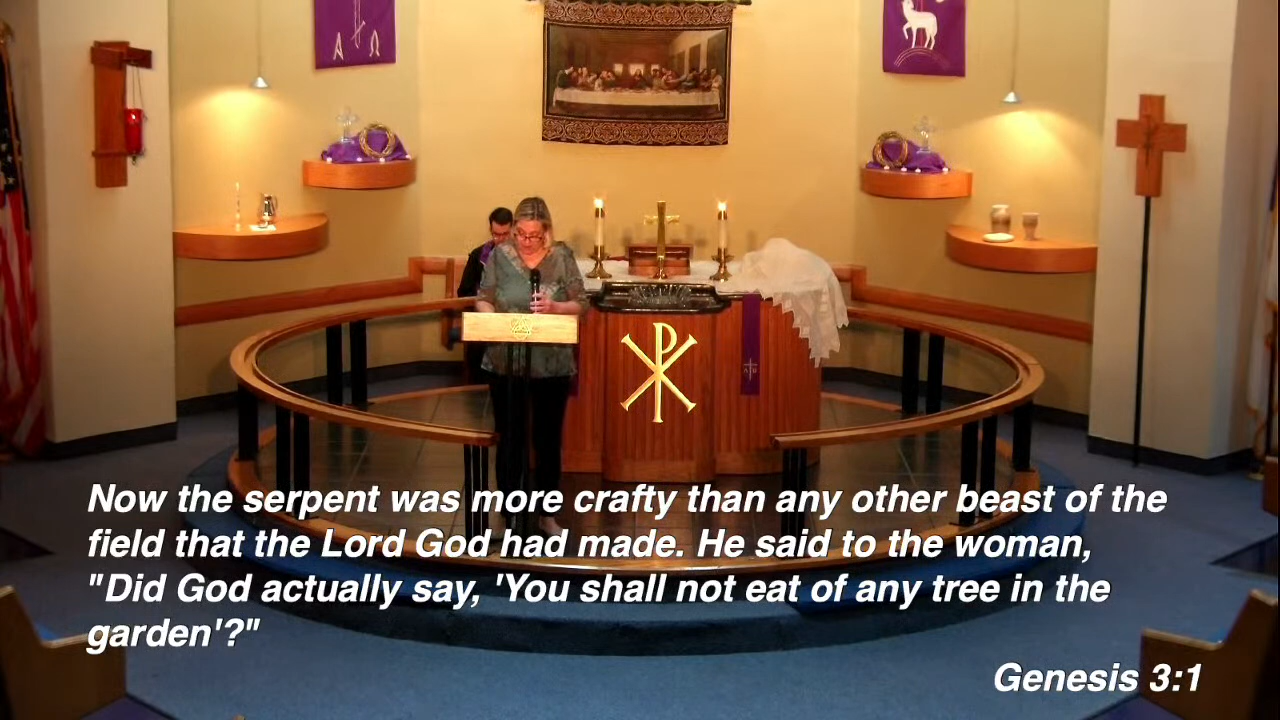 Α Ω
Now the serpent was more crafty than any other beast of the
field that the Lord God had made. He said to the woman,
"Did God actually say, 'You shall not eat of any tree in the
garden'?"
Genesis 3:1